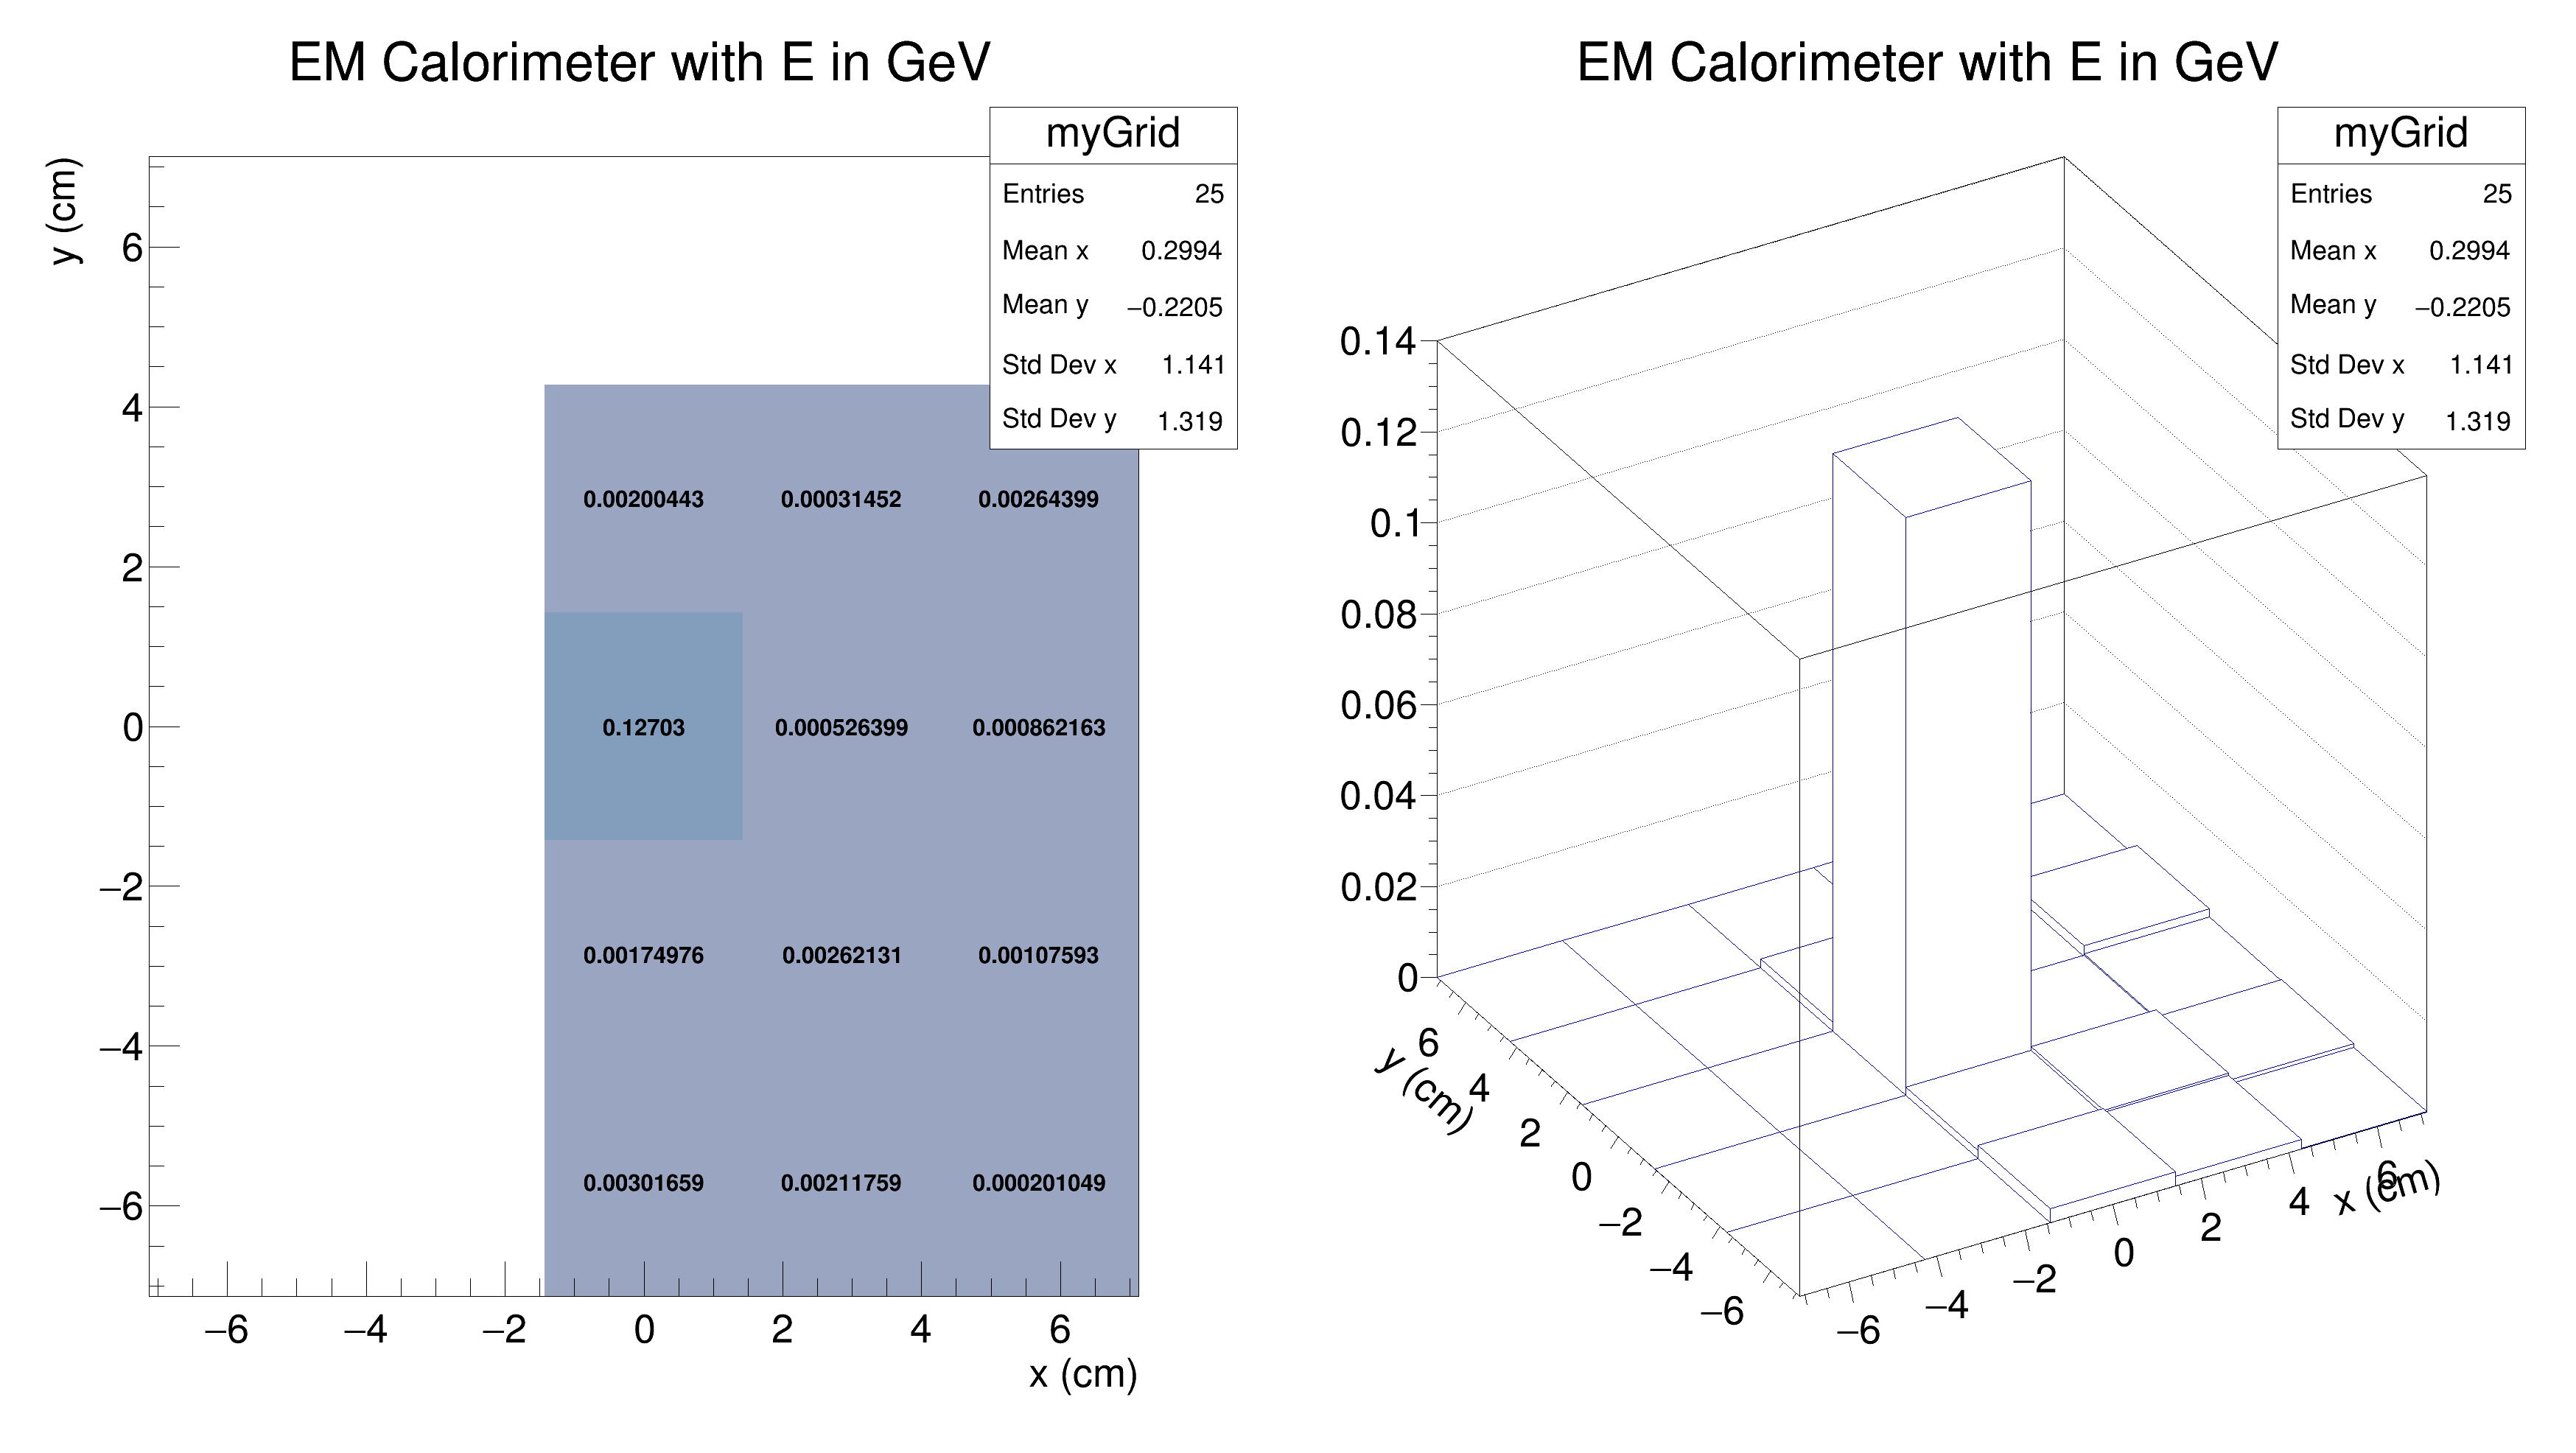 EM Calorimeter with E in GeV
myGrid
Entries 25
Mean x 0.2994
Mean y −0.2205
Std Dev x 1.141
Std Dev y 1.319
y (cm)
6
4
2
0
−2
−4
−6
0.00200443 0.00031452 0.00264399
0.12703 0.000526399 0.000862163
0.00174976 0.00262131 0.00107593
0.00301659 0.00211759 0.000201049
−6 −4 −2 0 2 4 6
x (cm)
EM Calorimeter with E in GeV
myGrid
Entries 25
Mean x 0.2994
Mean y −0.2205
Std Dev x 1.141
Std Dev y 1.319
0.14
0.12
0.1
0.08
0.06
0.04
0.02
0
y (cm)
6
4
2
0
−2
−4
−6
−6 −4 −2 0 2 4 6
x (cm)